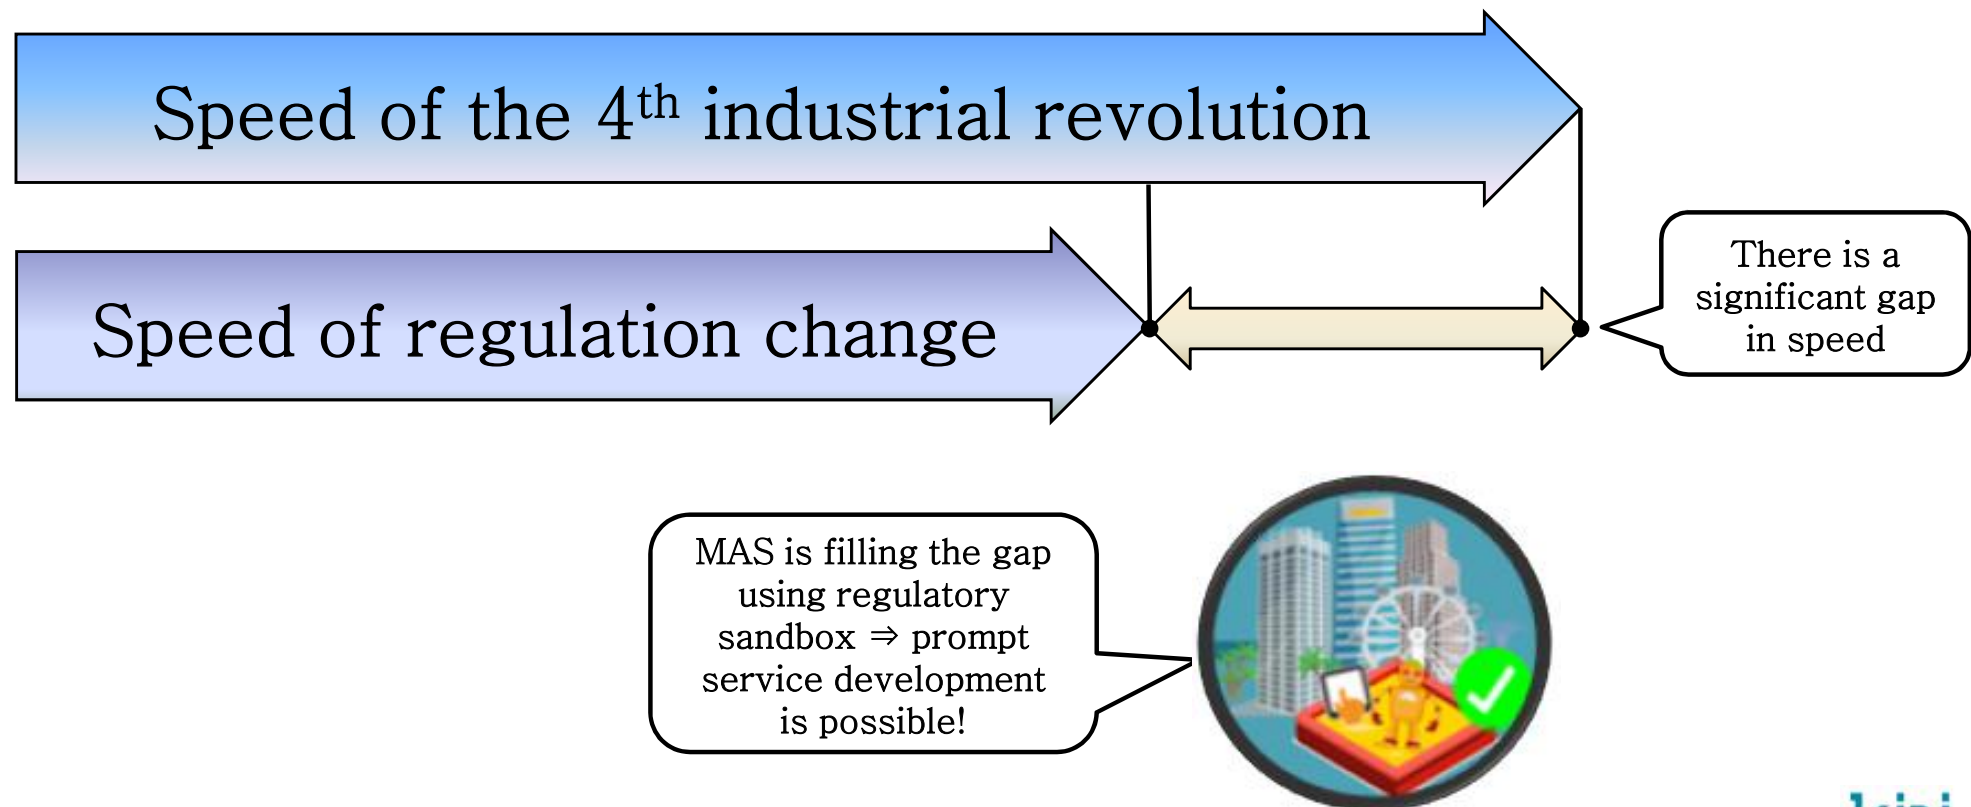 Speed of the 4th industrial revolution
Speed of regulation change
There is a
significant gap
in speed
MAS is filling the gap
using regulatory
sandbox ⇒ prompt
service development
is possible!